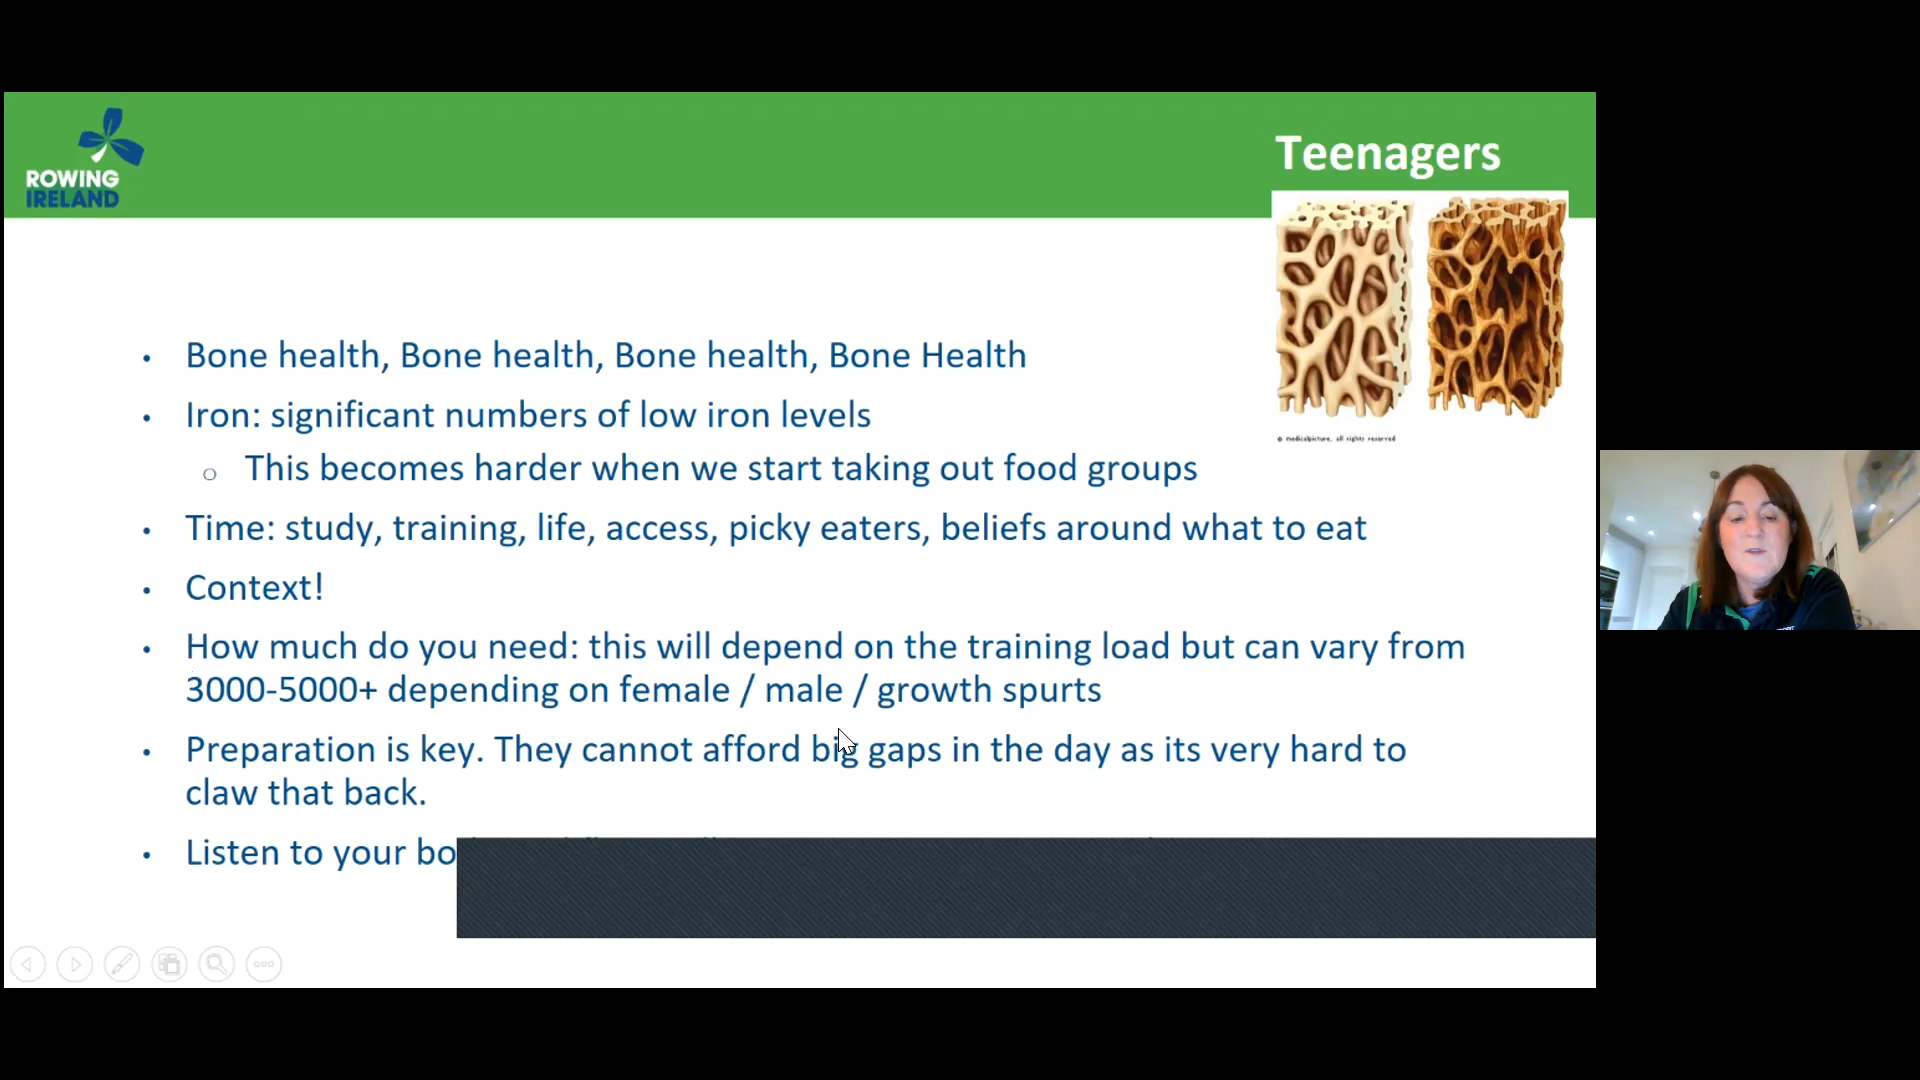 ROWING
IRELAND
Teenagers
© medicalpicture, all rights reserved
• Bone health, Bone health, Bone health, Bone Health
• Iron: significant numbers of low iron levels
o This becomes harder when we start taking out food groups
• Time: study, training, life, access, picky eaters, beliefs around what to eat
• Context!
• How much do you need: this will depend on the training load but can vary from
3000-5000+ depending on female / male / growth spurts
• Preparation is key. They cannot afford big gaps in the day as its very hard to
claw that back.
• Listen to your bo